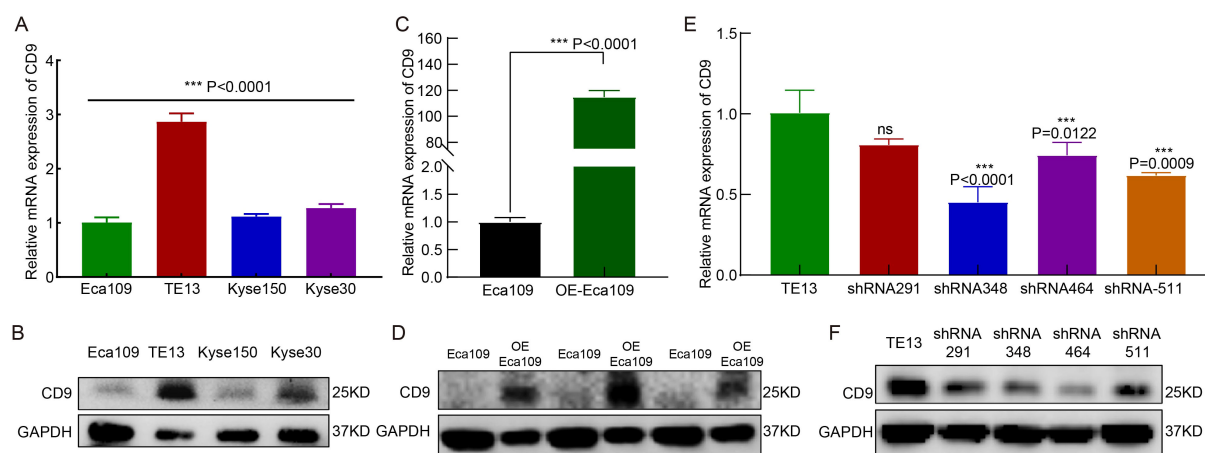 A
Relative mRNA expression of CD9
4
3
2
1
0
*** P<0.0001
Eca109 TE13 Kyse150 Kyse30
C
Relative mRNA expression of CD9
160
140
120
100
80
60
2.0
1.5
1.0
0.5
0.0
*** P<0.0001
Eca109 OE-Eca109
E
Relative mRNA expression of CD9
1.5
1.0
0.5
0.0
ns
***
P<0.0001
***
P=0.0122
***
P=0.0009
TE13 shRNA291 shRNA348 shRNA464 shRNA-511
B
Eca109 TE13 Kyse150 Kyse30
CD9 25KD
GAPDH 37KD
D
Eca109 OE Eca109 Eca109 OE Eca109 Eca109 OE Eca109
CD9 25KD
GAPDH 37KD
F
TE13 shRNA 291 shRNA 348 shRNA 464 shRNA 511
CD9 25KD
GAPDH 37KD